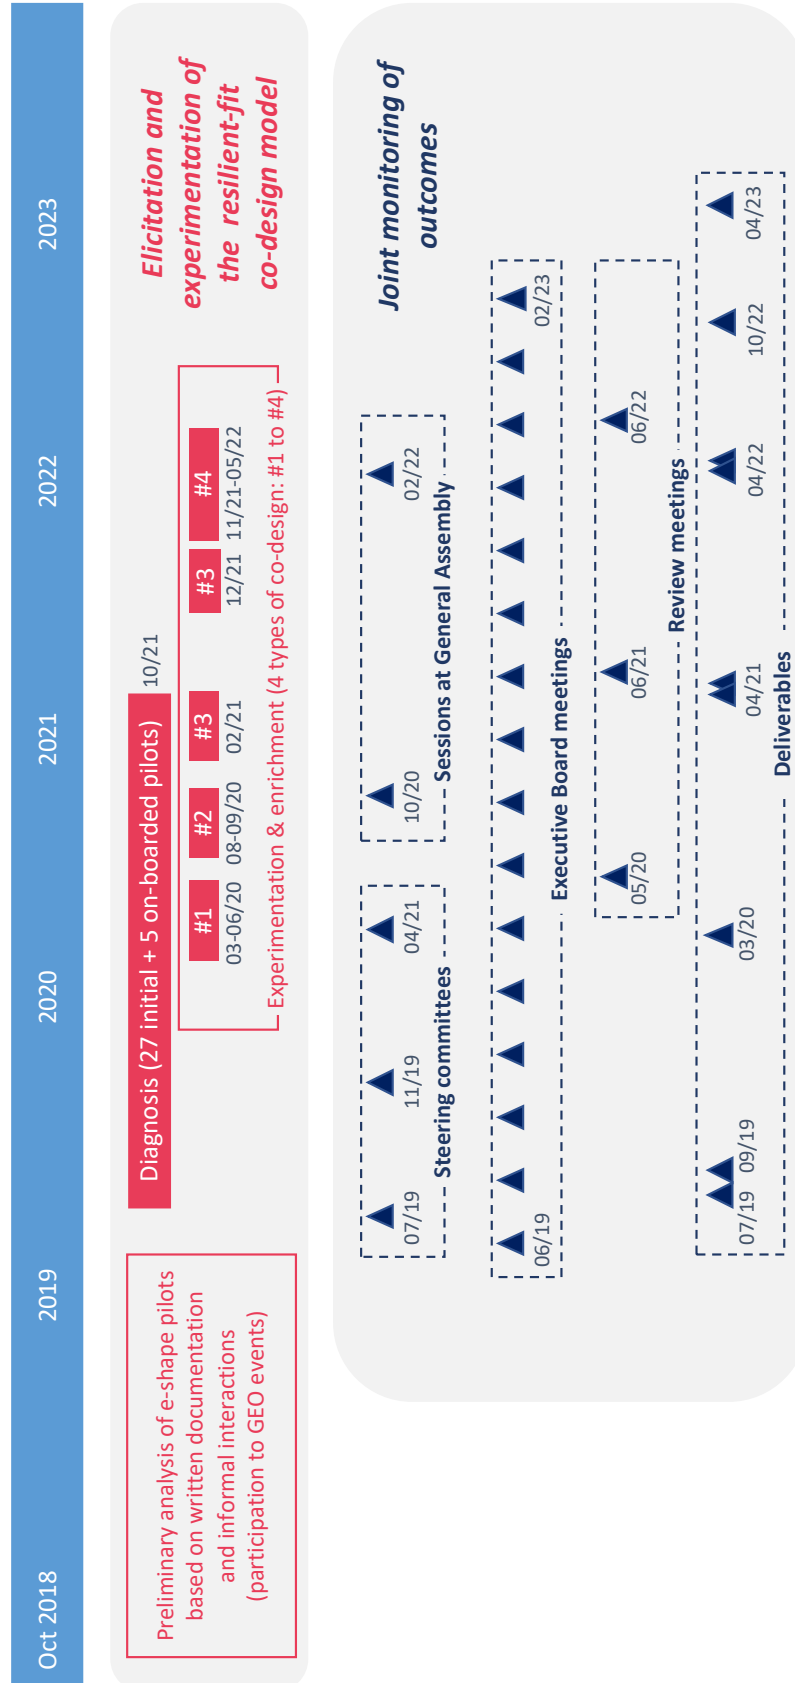 Oct 2018
2019
2020
2021
2022
2023
Preliminary analysis of e-shape pilots
based on written documentation
and informal interactions
(participation to GEO events)
Diagnosis (27 initial + 5 on-boarded pilots)
10/21
#1
#2
#3
#3
#4
03-06/20
08-09/20
02/21
12/21
11/21-05/22
Experimentation & enrichment (4 types of co-design: #1 to #4)
Elicitation and
experimentation of
the resilient-fit
co-design model
Joint monitoring of
outcomes
07/19
11/19
04/21
Steering committees
10/20
02/22
Sessions at General Assembly
06/19
02/23
Executive Board meetings
05/20
06/21
06/22
Review meetings
07/19
09/19
03/20
04/21
04/22
10/22
04/23
Deliverables